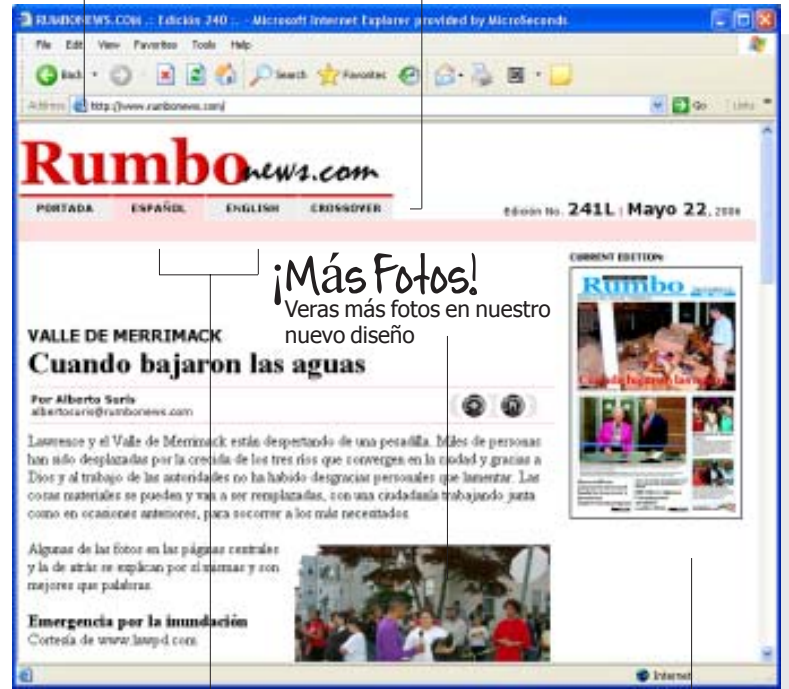 RUMBONEWS.COM .: Edición 240 :. - Microsoft Internet Explorer provided by MicroSeconds
File Edit View Favorites Tools Help
Back Search Favorites
Address http://www.rumbonews.com/ Go Links
Rumbonews.com
PORTADA ESPAÑOL ENGLISH CROSSOVER
Edición No. 241L | Mayo 22, 2006
¡Más Fotos!
Veras más fotos en nuestro
nuevo diseño
CURRENT EDITION:
Rumbo
Cuando bajaron las aguas
VALLE DE MERRIMACK
Cuando bajaron las aguas
Por Alberto Suris
albertosuris@rumbonews.com
Lawrence y el Valle de Merrimack están despertando de una pesadilla. Miles de personas
han sido desplazadas por la crecida de los tres ríos que convergen en la ciudad y gracias a
Dios y al trabajo de las autoridades no ha habido desgracias personales que lamentar. Las
cosas materiales se pueden y van a ser remplazadas, con una ciudadanía trabajando junta
como en ocasiones anteriores, para socorrer a los más necesitados
Algunas de las fotos en las páginas centrales
y la de atrás se explican por sí mismas y son
mejores que palabras.
Emergencia por la inundación
Cortesía de www.lawpd.com
Internet